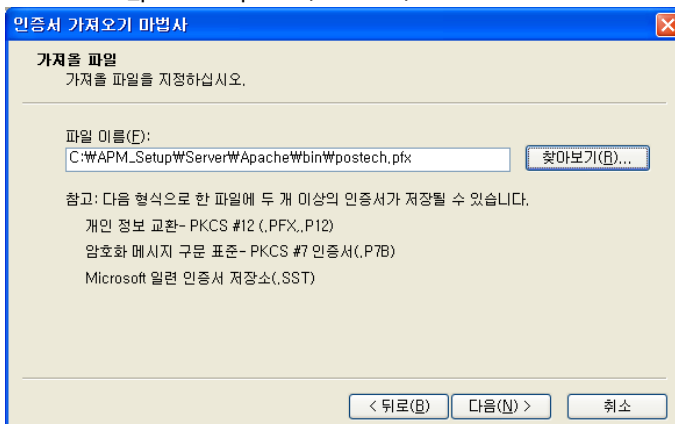 인증서 가져오기 마법사
가져올 파일
가져올 파일을 지정하십시오.
파일 이름(F):
C:₩APM_Setup₩Server₩Apache₩bin₩postech.pfx
찾아보기(R)...
참고: 다음 형식으로 한 파일에 두 개 이상의 인증서가 저장될 수 있습니다.
개인 정보 교환- PKCS #12 (.PFX,.P12)
암호화 메시지 구문 표준- PKCS #7 인증서(.P7B)
Microsoft 일련 인증서 저장소(.SST)
< 뒤로(B) 다음(N) > 취소